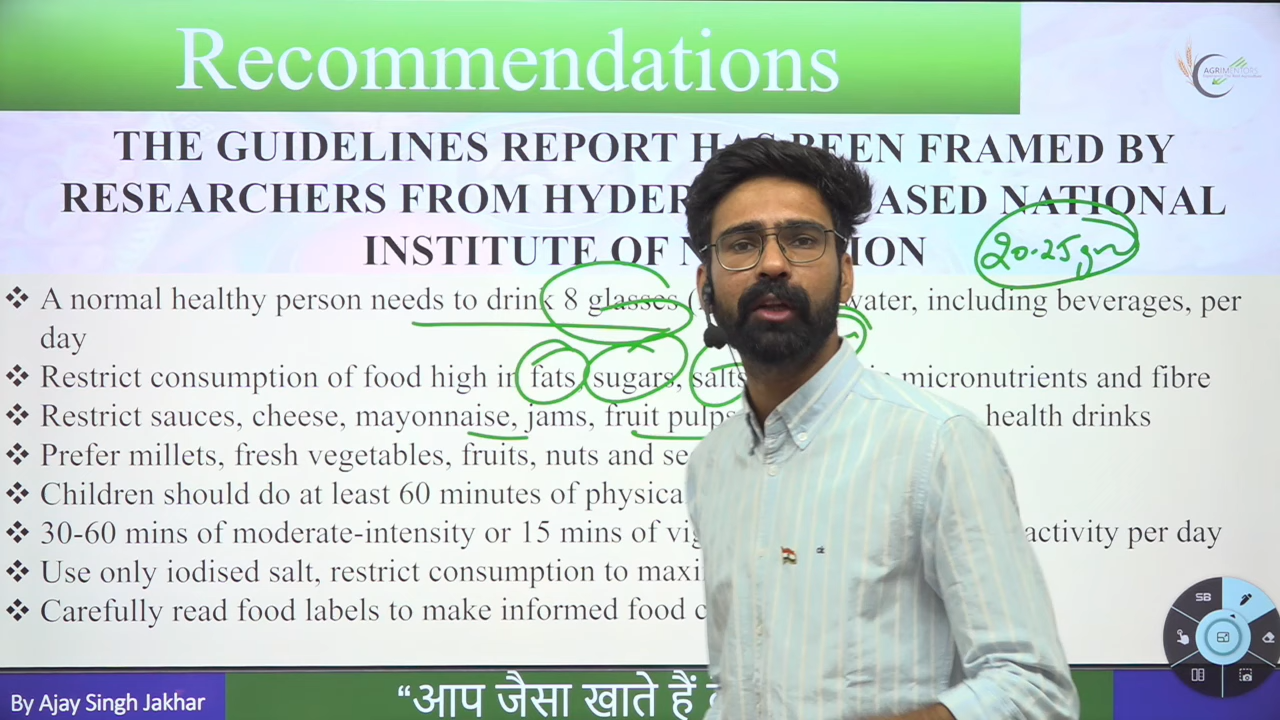 Recommendations
AGRIMENTORS
THE GUIDELINES REPORT HAS BEEN FRAMED BY
RESEARCHERS FROM HYDER ASED NATIONAL
INSTITUTE OF N ION
20-25 gm
❖ A normal healthy person needs to drink 8 glasses ( water, including beverages, per
day
❖ Restrict consumption of food high in fats, sugars, salts micronutrients and fibre
❖ Restrict sauces, cheese, mayonnaise, jams, fruit pulps health drinks
❖ Prefer millets, fresh vegetables, fruits, nuts and se
❖ Children should do at least 60 minutes of physica
❖ 30-60 mins of moderate-intensity or 15 mins of vig activity per day
❖ Use only iodised salt, restrict consumption to maxi
❖ Carefully read food labels to make informed food c
SB
By Ajay Singh Jakhar
“आप जैसा खाते हैं